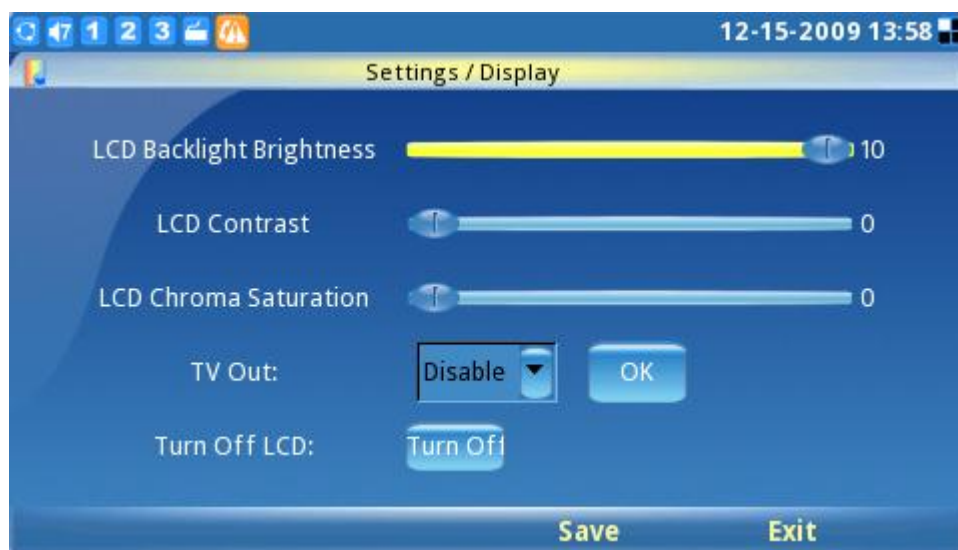 7 1 2 3 12-15-2009 13:58
Settings / Display
LCD Backlight Brightness 10
LCD Contrast 0
LCD Chroma Saturation 0
TV Out: Disable OK
Turn Off LCD: Turn Off
Save Exit